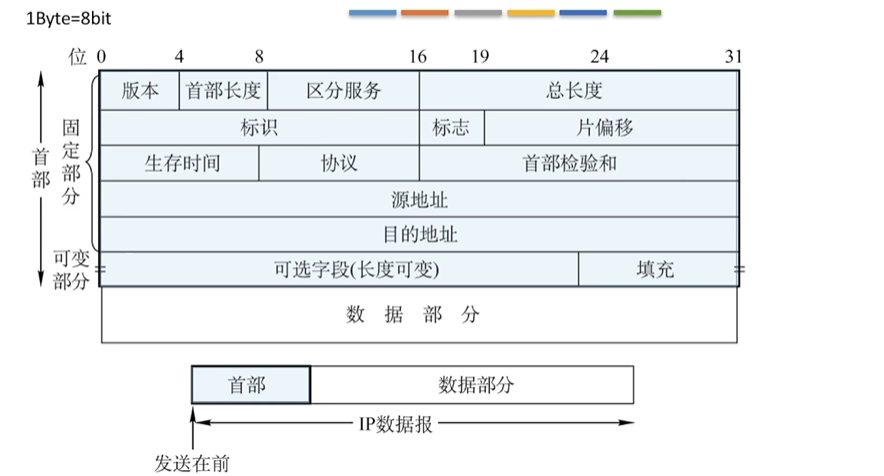 1Byte=8bit
位 0 4 8 16 19 24 31
版本 首部长度 区分服务 总长度
标识 标志 片偏移
生存时间 协议 首部检验和
源地址
目的地址
可选字段(长度可变) 填充
数 据 部 分
首部
固定部分
可变
部分
首部 数据部分
IP数据报
发送在前